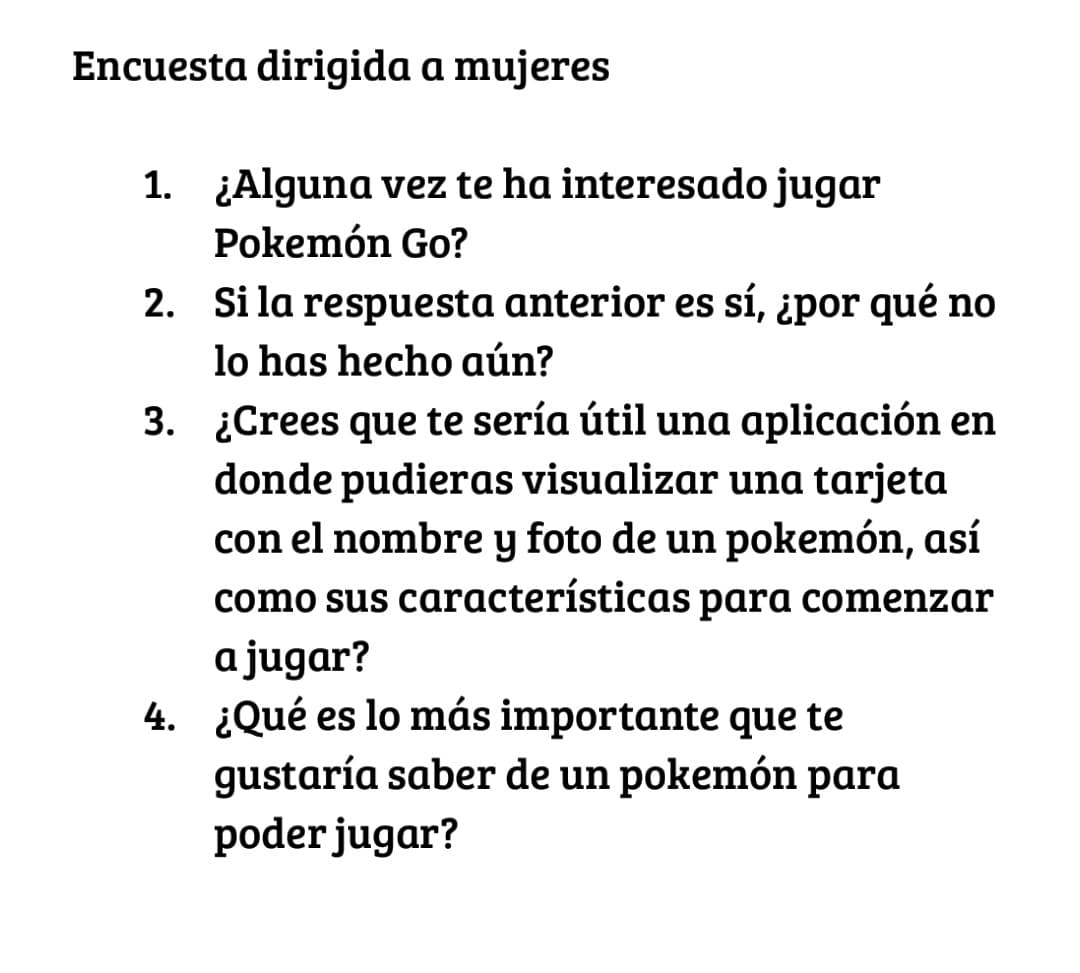 Encuesta dirigida a mujeres
1. ¿Alguna vez te ha interesado jugar
Pokemón Go?
2. Si la respuesta anterior es sí, ¿por qué no
lo has hecho aún?
3. ¿Crees que te sería útil una aplicación en
donde pudieras visualizar una tarjeta
con el nombre y foto de un pokemón, así
como sus características para comenzar
a jugar?
4. ¿Qué es lo más importante que te
gustaría saber de un pokemón para
poder jugar?